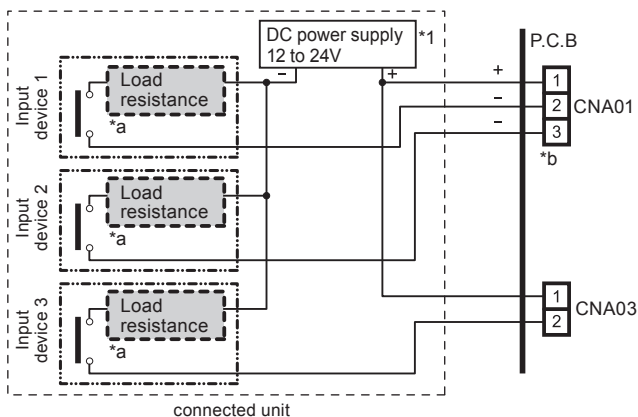 DC power supply *1
12 to 24V
− +
P.C.B
Input
device 1
Load
resistance
*a
+
−
−
1
2
3
CNA01
*b
Input
device 2
Load
resistance
*a
Input
device 3
Load
resistance
*a
1
2
CNA03
connected unit